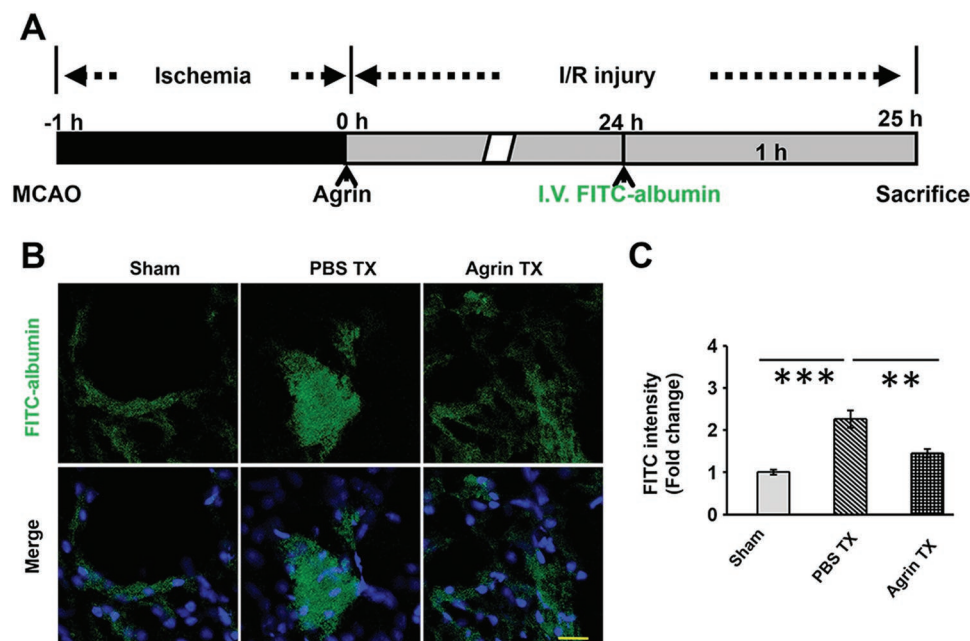 A
Ischemia
I/R injury
-1 h
0 h
24 h
25 h
1 h
MCAO
Agrin
I.V. FITC-albumin
Sacrifice
B
Sham
PBS TX
Agrin TX
FITC-albumin
Merge
C
FITC intensity
(Fold change)
4
3
2
1
0
***
**
Sham
PBS TX
Agrin TX